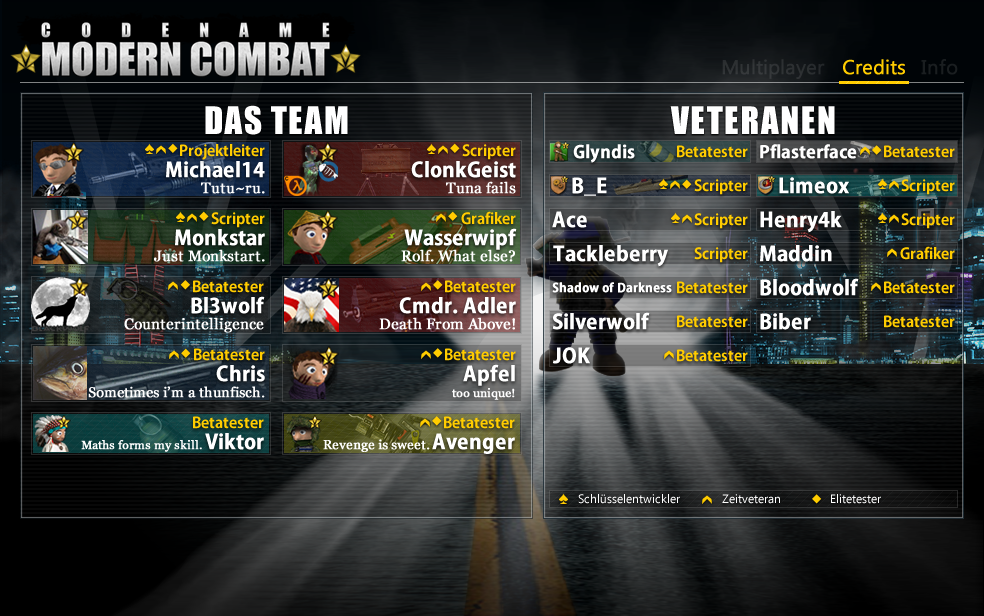 CODENAME
MODERN COMBAT
Multiplayer Credits Info
DAS TEAM
Projektleiter
Michael14
Tutu~ru.
Scripter
ClonkGeist
Tuna fails
Scripter
Monkstar
Just Monkstart.
Grafiker
Wasserwipf
Rolf. What else?
Betatester
Bl3wolf
Counterintelligence
Betatester
Cmdr. Adler
Death From Above!
Betatester
Chris
Sometimes i'm a thunfisch.
Betatester
Apfel
too unique!
Betatester
Maths forms my skill. Viktor
Betatester
Revenge is sweet. Avenger
VETERANEN
Glyndis Betatester
Pflasterface Betatester
B_E Scripter
Limeox Scripter
Ace Scripter
Henry4k Scripter
Tackleberry Scripter
Maddin Grafiker
Shadow of Darkness Betatester
Bloodwolf Betatester
Silverwolf Betatester
Biber Betatester
JOK Betatester
Schlüsselentwickler Zeitveteran Elitetester